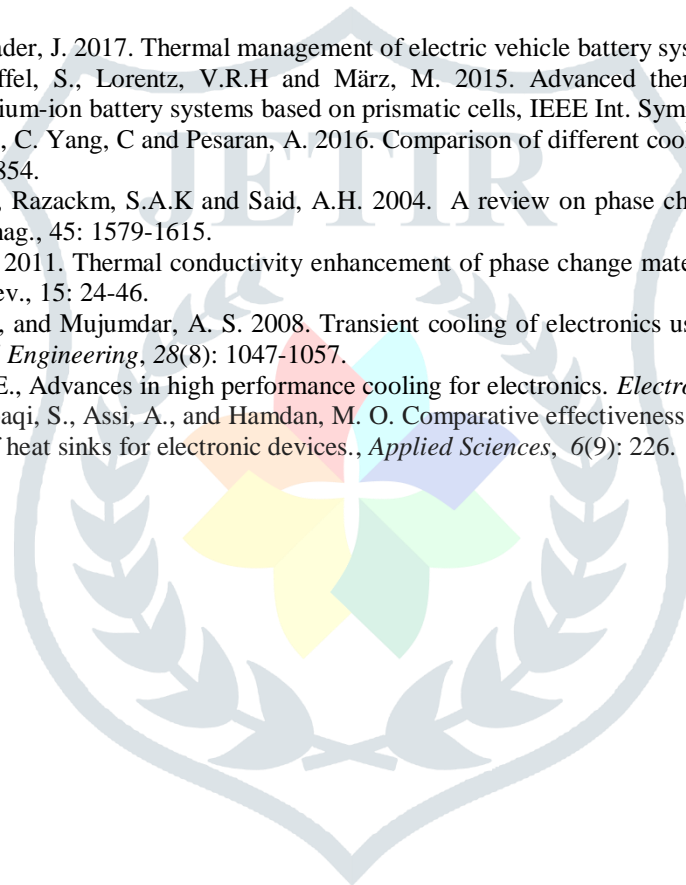 ader, J. 2017. Thermal management of electric vehicle battery sys
ffel, S., Lorentz, V.R.H and März, M. 2015. Advanced ther
ium-ion battery systems based on prismatic cells, IEEE Int. Sym
, C. Yang, C and Pesaran, A. 2016. Comparison of different coo
854.
, Razackm, S.A.K and Said, A.H. 2004. A review on phase ch
nag., 45: 1579-1615.
2011. Thermal conductivity enhancement of phase change mate
ev., 15: 24-46.
, and Mujumdar, A. S. 2008. Transient cooling of electronics us
l Engineering, 28(8): 1047-1057.
E., Advances in high performance cooling for electronics. Electro
aqi, S., Assi, A., and Hamdan, M. O. Comparative effectiveness
f heat sinks for electronic devices., Applied Sciences, 6(9): 226.
JETIR